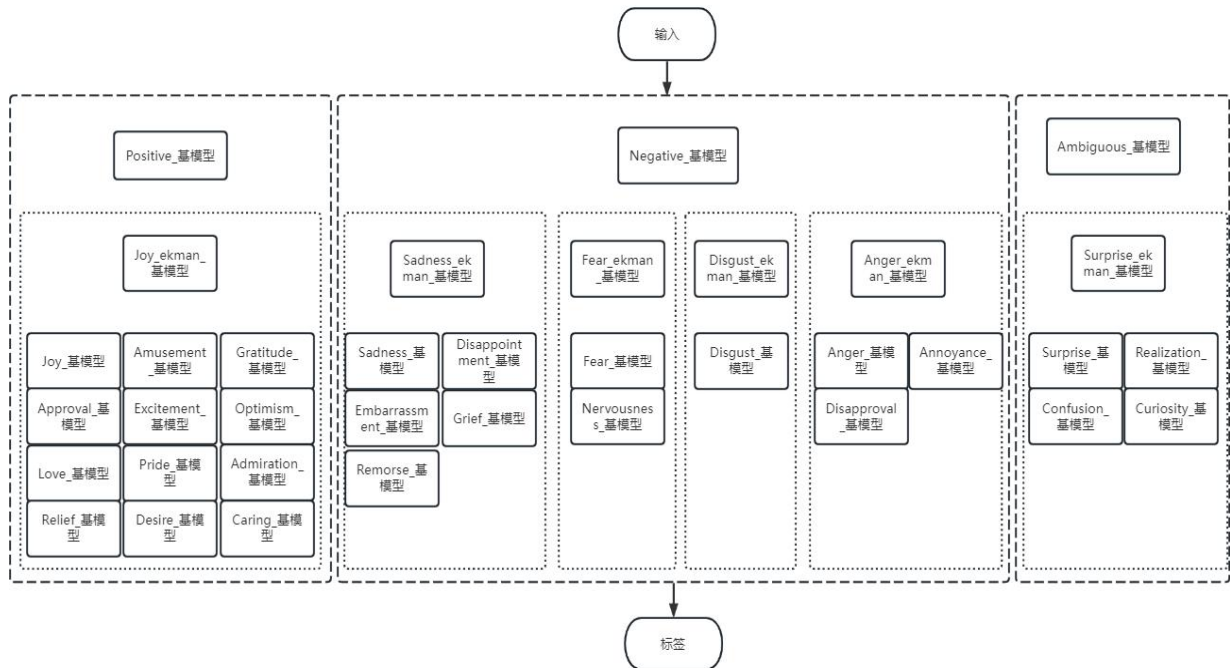 输入
Positive_基模型
Negative_基模型
Ambiguous_基模型
Joy_ekman_
基模型
Sadness_ek
man_基模型
Fear_ekman
_基模型
Disgust_ek
man_基模型
Anger_ekm
an_基模型
Surprise_ek
man_基模型
Joy_基模型
Amusement
_基模型
Gratitude_
基模型
Approval_基
模型
Excitement_
基模型
Optimism_
基模型
Love_基模型
Pride_基模
型
Admiration_
基模型
Relief_基模
型
Desire_基模
型
Caring_基模
型
Sadness_基
模型
Disappoint
ment_基模
型
Embarrassm
ent_基模型
Grief_基模型
Remorse_基
模型
Fear_基模型
Nervousnes
s_基模型
Disgust_基
模型
Anger_基模
型
Annoyance_
基模型
Disapproval
_基模型
Surprise_基
模型
Realization_
基模型
Confusion_
基模型
Curiosity_基
模型
标签